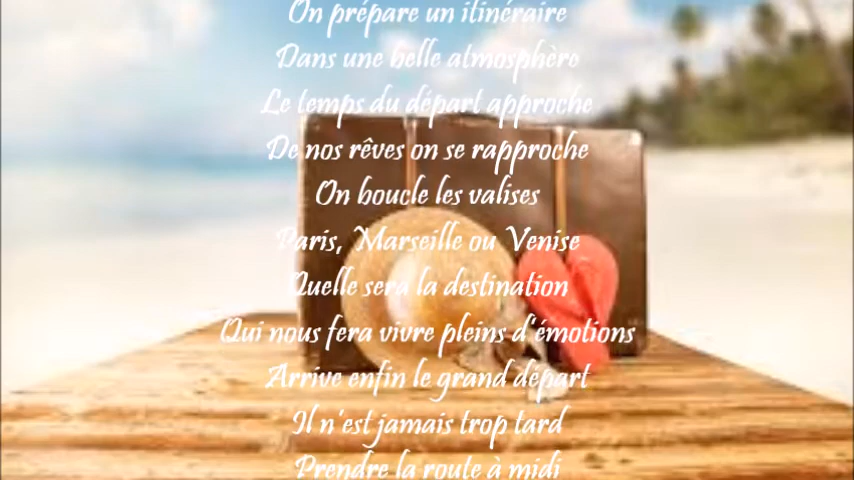 On prépare un itinéraire
Dans une belle atmosphère
Le temps du départ approche
De nos rêves on se rapproche
On boucle les valises
Paris, Marseille ou Venise
Quelle sera la destination
Qui nous fera vivre pleins d'émotions
Arrive enfin le grand départ
Il n'est jamais trop tard
Prendre la route à midi